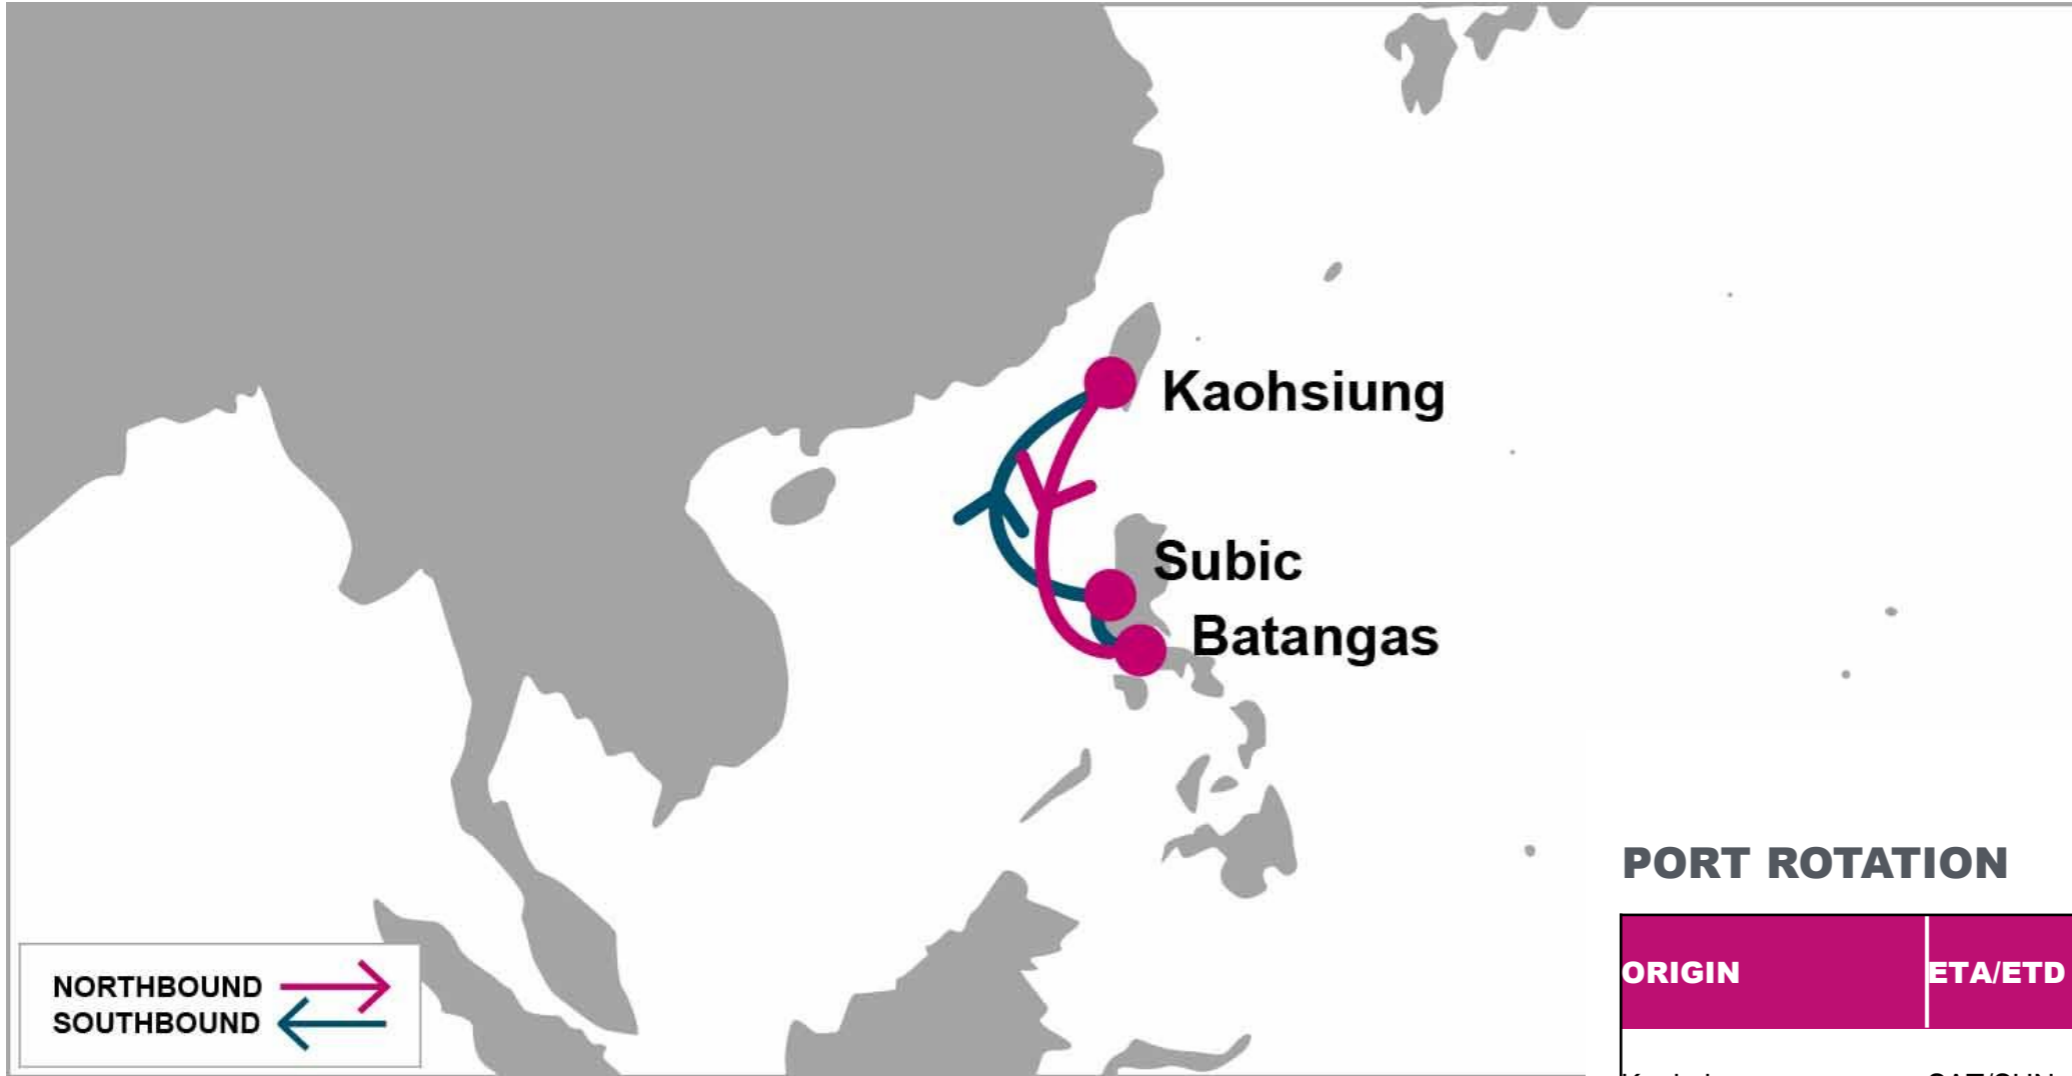 Kaohsiung
Subic
Batangas
NORTHBOUND
SOUTHBOUND
PORT ROTATION
ORIGIN ETA/ETD